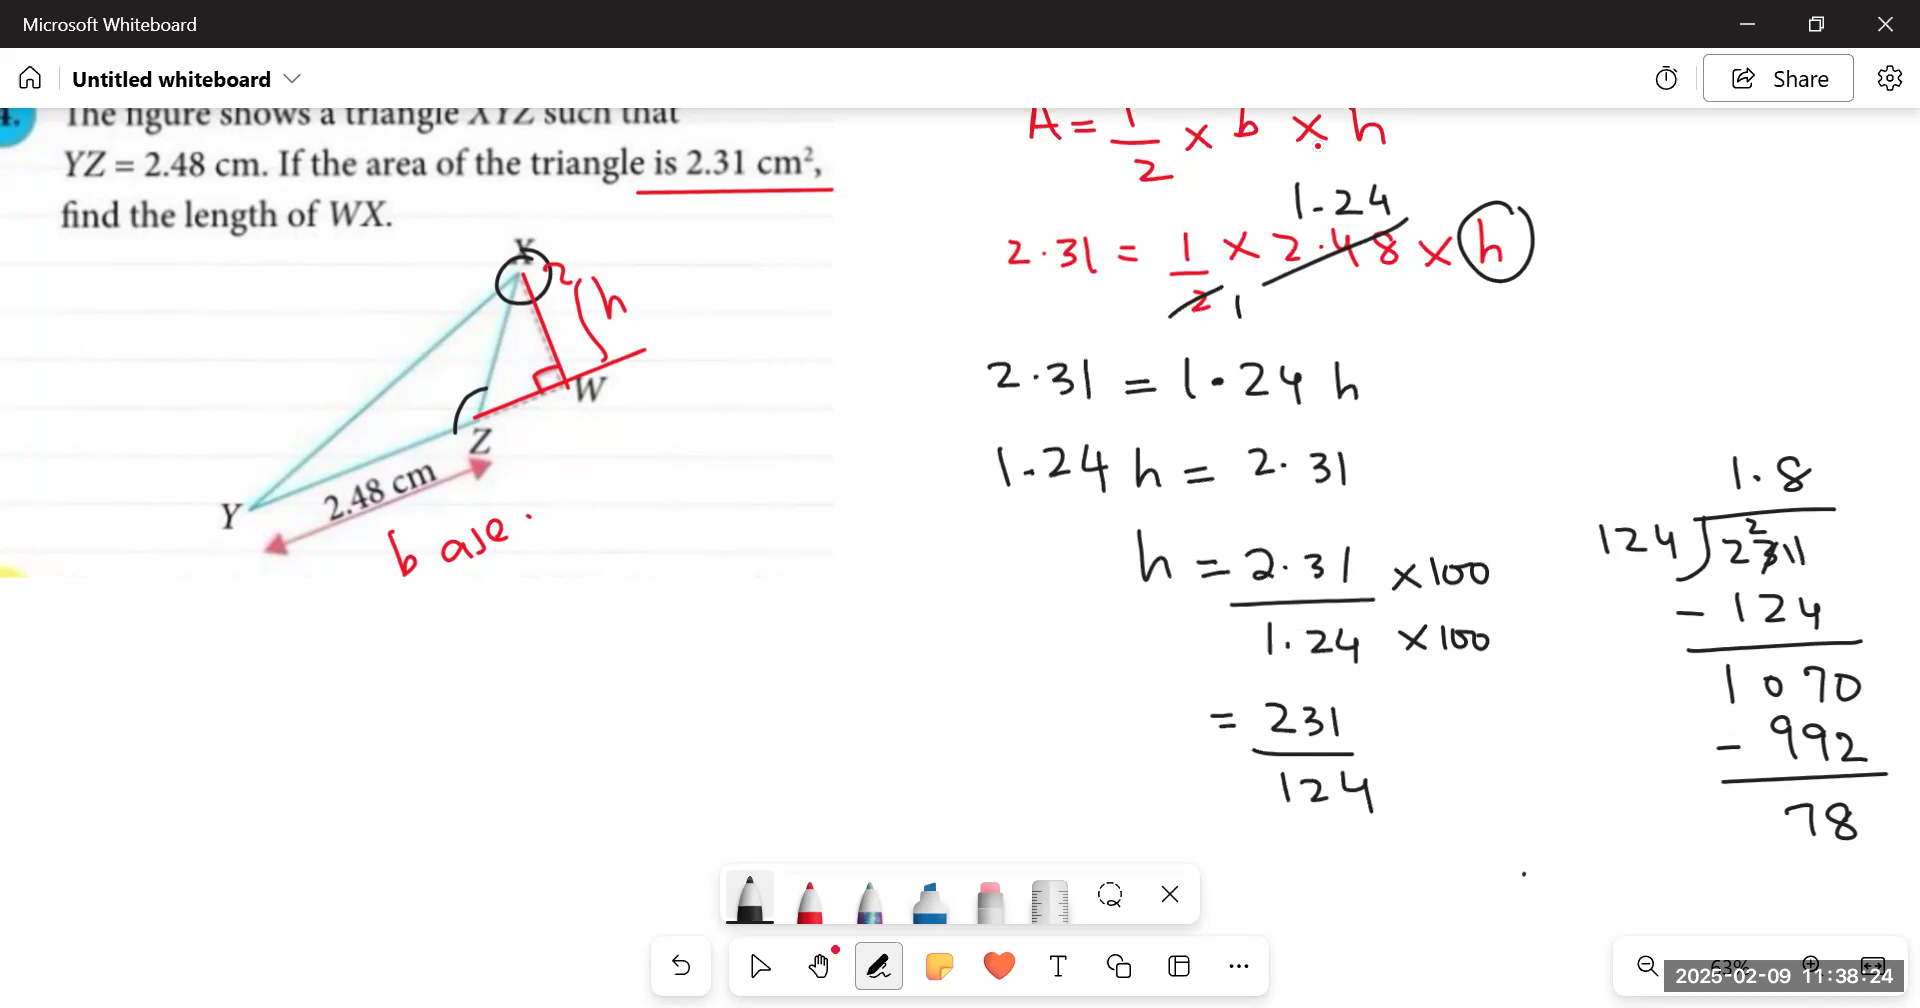 Microsoft Whiteboard
Untitled whiteboard
Share
4. The figure shows a triangle XYZ such that
YZ = 2.48 cm. If the area of the triangle is 2.31 cm²,
find the length of WX.
X
h
W
Z
Y
2.48 cm
base.
A = 1/2 × b × h
1.24
2.31 = 1/2 × 2.48 × h
1
2.31 = 1.24 h
1.24 h = 2.31
h = 2.31 × 100
1.24 × 100
= 231
124
1.8
124 2311
2
- 124
1070
- 992
78
63%
2025-02-09 11:38:24